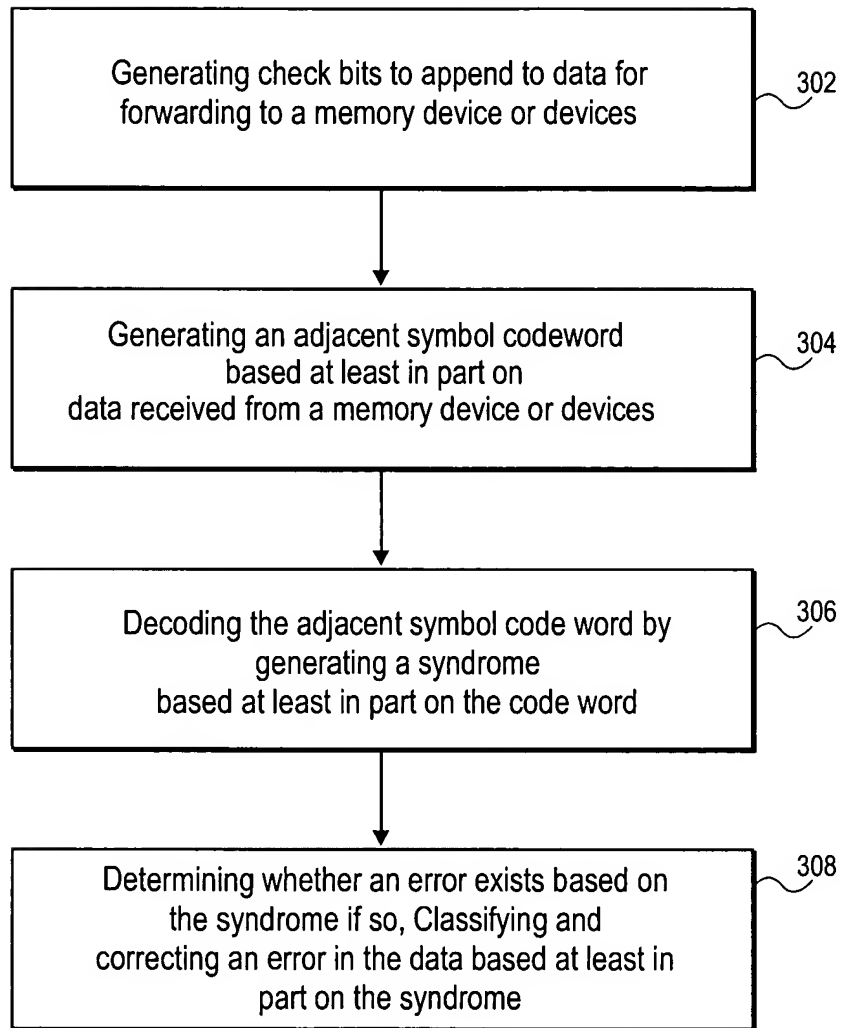 Generating check bits to append to data for
forwarding to a memory device or devices
302
Generating an adjacent symbol codeword
based at least in part on
data received from a memory device or devices
304
Decoding the adjacent symbol code word by
generating a syndrome
based at least in part on the code word
306
Determining whether an error exists based on
the syndrome if so, Classifying and
correcting an error in the data based at least in
part on the syndrome
308